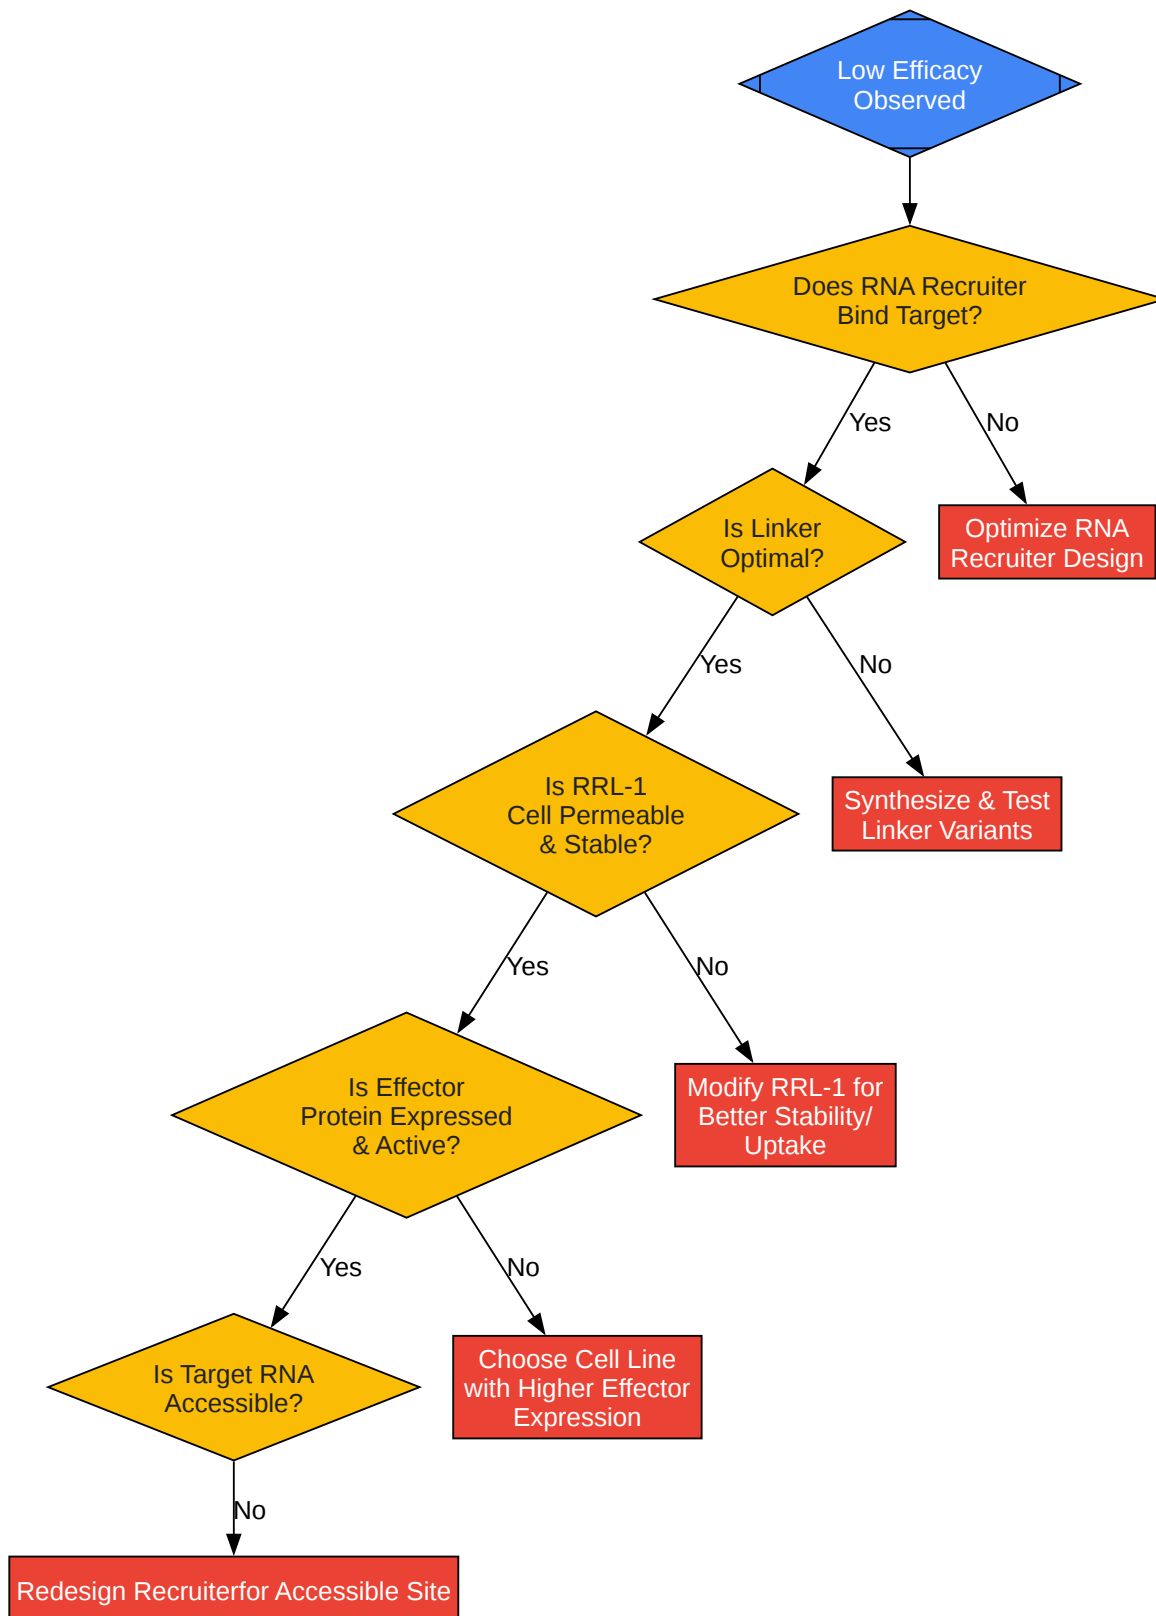 Low Efficacy
Observed
Does RNA Recruiter
Bind Target?
Yes
No
Is Linker
Optimal?
Optimize RNA
Recruiter Design
Yes
No
Is RRL-1
Cell Permeable
& Stable?
Synthesize & Test
Linker Variants
Yes
No
Is Effector
Protein Expressed
& Active?
Modify RRL-1 for
Better Stability/
Uptake
Yes
No
Is Target RNA
Accessible?
Choose Cell Line
with Higher Effector
Expression
No
Redesign Recruiterfor Accessible Site